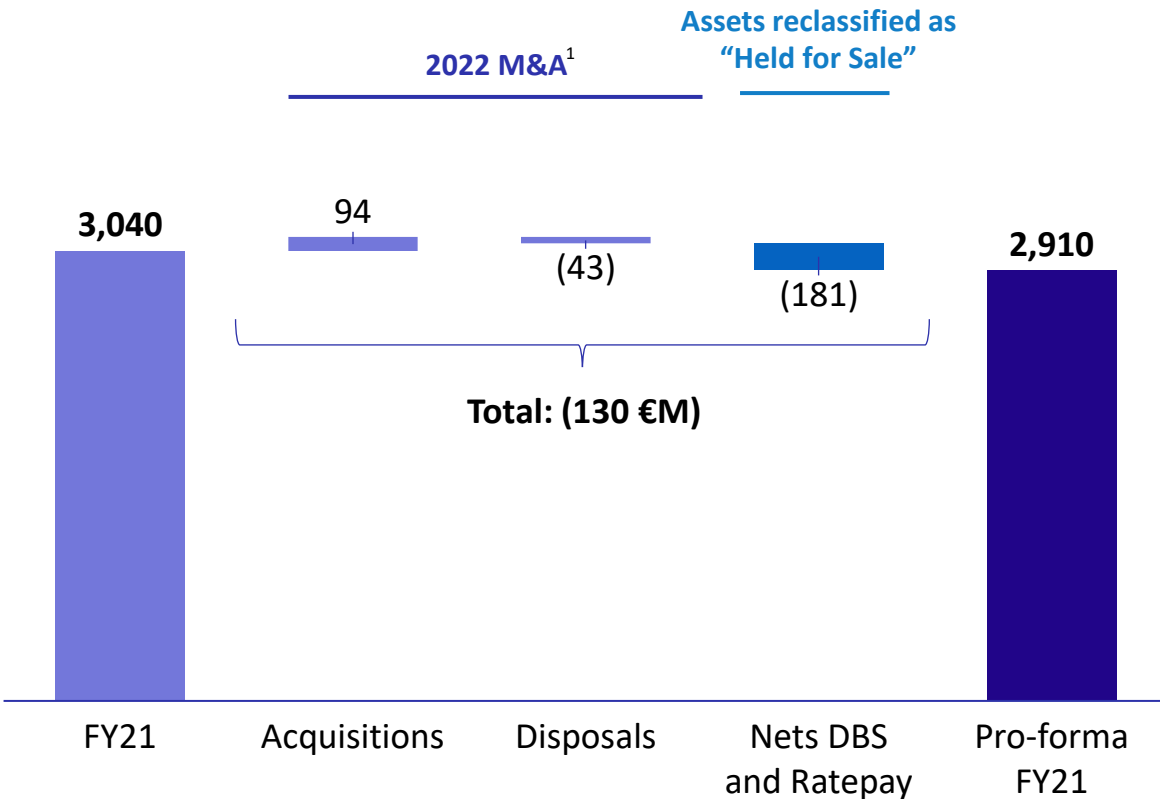 Assets reclassified as
“Held for Sale”
2022 M&A1
3,040
94
(43)
(181)
2,910
Total: (130 €M)
FY21
Acquisitions
Disposals
Nets DBS
and Ratepay
Pro-forma
FY21